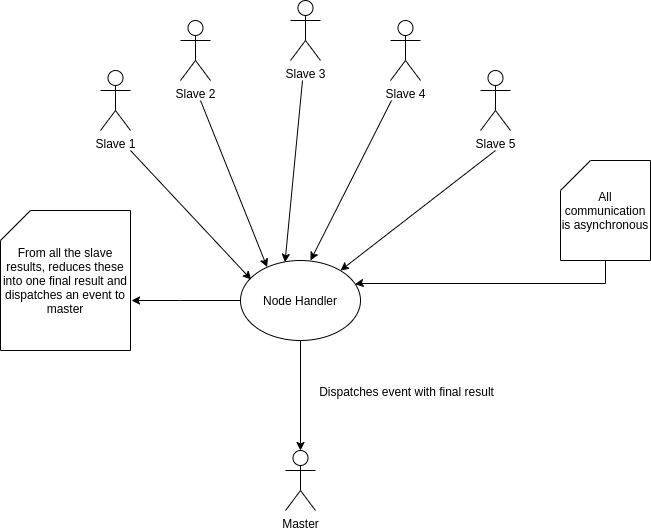 Slave 3
Slave 2
Slave 4
Slave 1
Slave 5
All
communication
is asynchronous
From all the slave
results, reduces these
into one final result and
dispatches an event to
master
Node Handler
Dispatches event with final result
Master